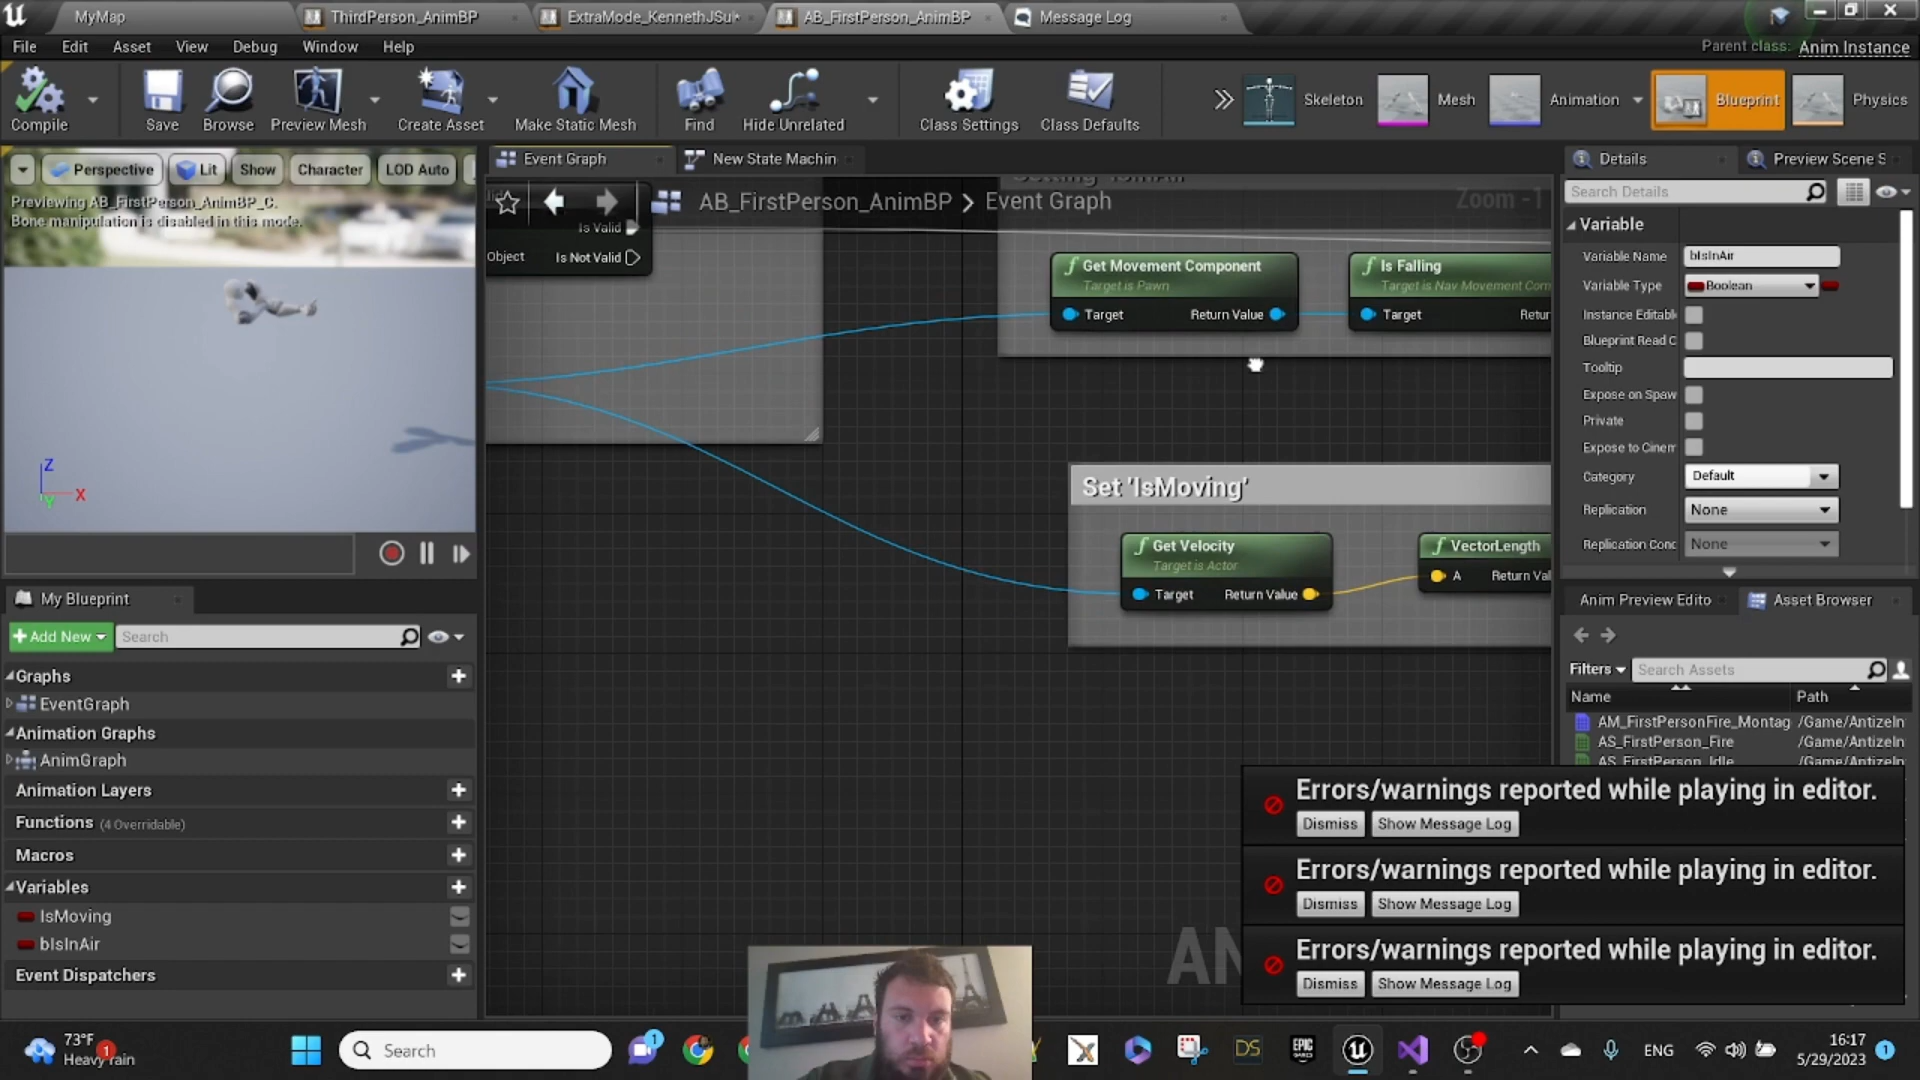 MyMap
ThirdPerson_AnimBP
ExtraMode_KennethJSu
AB_FirstPerson_AnimBP
Message Log
File Edit Asset View Debug Window Help
Parent class: Anim Instance
Compile
Save
Browse
Preview Mesh
Create Asset
Make Static Mesh
Find
Hide Unrelated
Class Settings
Class Defaults
Skeleton
Mesh
Animation
Blueprint
Physics
Perspective
Lit
Show
Character
LOD Auto
Previewing AB_FirstPerson_AnimBP_C.
Bone manipulation is disabled in this mode.
Z
X
Y
Event Graph
New State Machin
AB_FirstPerson_AnimBP > Event Graph
Zoom -1
Is Valid
Object
Is Not Valid
Get Movement Component
Target is Pawn
Target
Return Value
Is Falling
Target is Nav Movement Com
Target
Retur
Set 'IsMoving'
Get Velocity
Target is Actor
Target
Return Value
VectorLength
A
Return Val
AN
My Blueprint
+ Add New
Search
Graphs
EventGraph
Animation Graphs
AnimGraph
Animation Layers
Functions (4 Overridable)
Macros
Variables
IsMoving
bIsInAir
Event Dispatchers
Details
Preview Scene S
Search Details
Variable
Variable Name bIsInAir
Variable Type Boolean
Instance Editabl
Blueprint Read C
Tooltip
Expose on Spaw
Private
Expose to Cinem
Category Default
Replication None
Replication Conc None
Anim Preview Edito
Asset Browser
Filters
Search Assets
Name Path
AM_FirstPersonFire_Montag /Game/AntizeIn
AS_FirstPerson_Fire /Game/AntizeIn
AS_FirstPerson_Idle /Game/AntizeIn
Errors/warnings reported while playing in editor.
Dismiss Show Message Log
Errors/warnings reported while playing in editor.
Dismiss Show Message Log
Errors/warnings reported while playing in editor.
Dismiss Show Message Log
73°F
Heavy rain
1
Search
1
DS
EPIC GAMES
ENG
16:17
5/29/2023
1